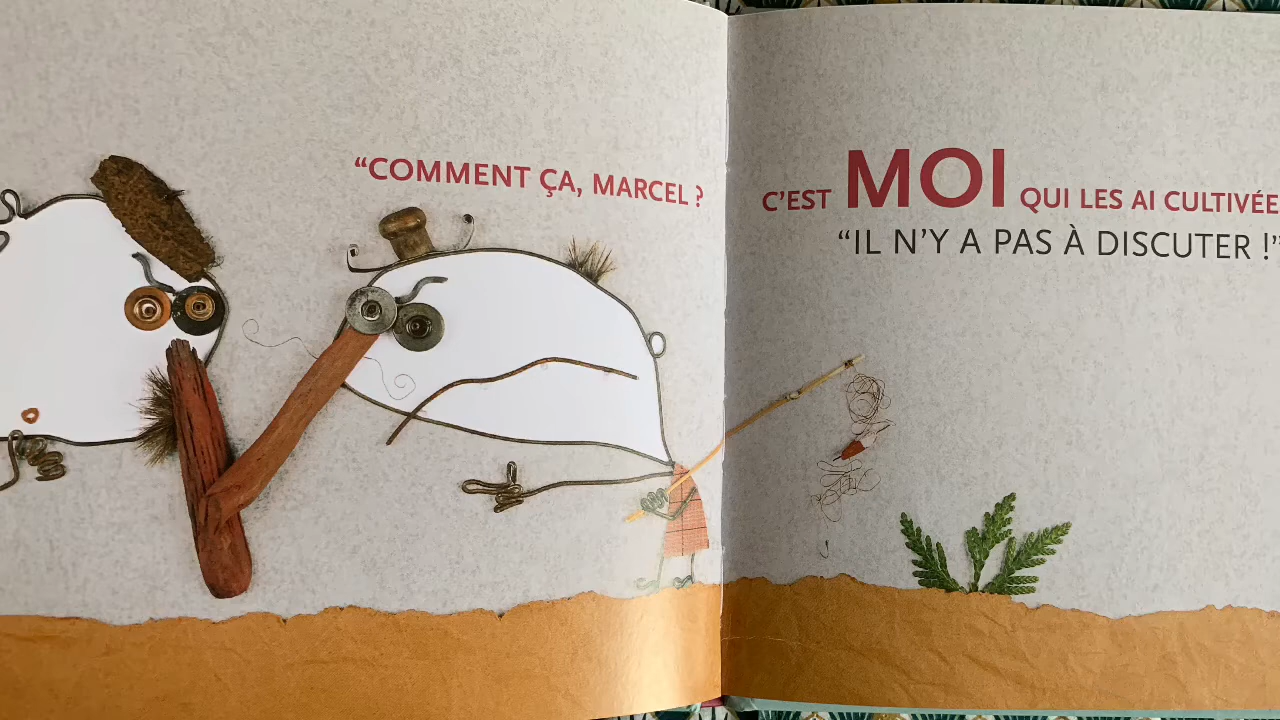 “COMMENT ÇA, MARCEL ?
C’EST MOI QUI LES AI CULTIVÉE
“IL N’Y A PAS À DISCUTER !”